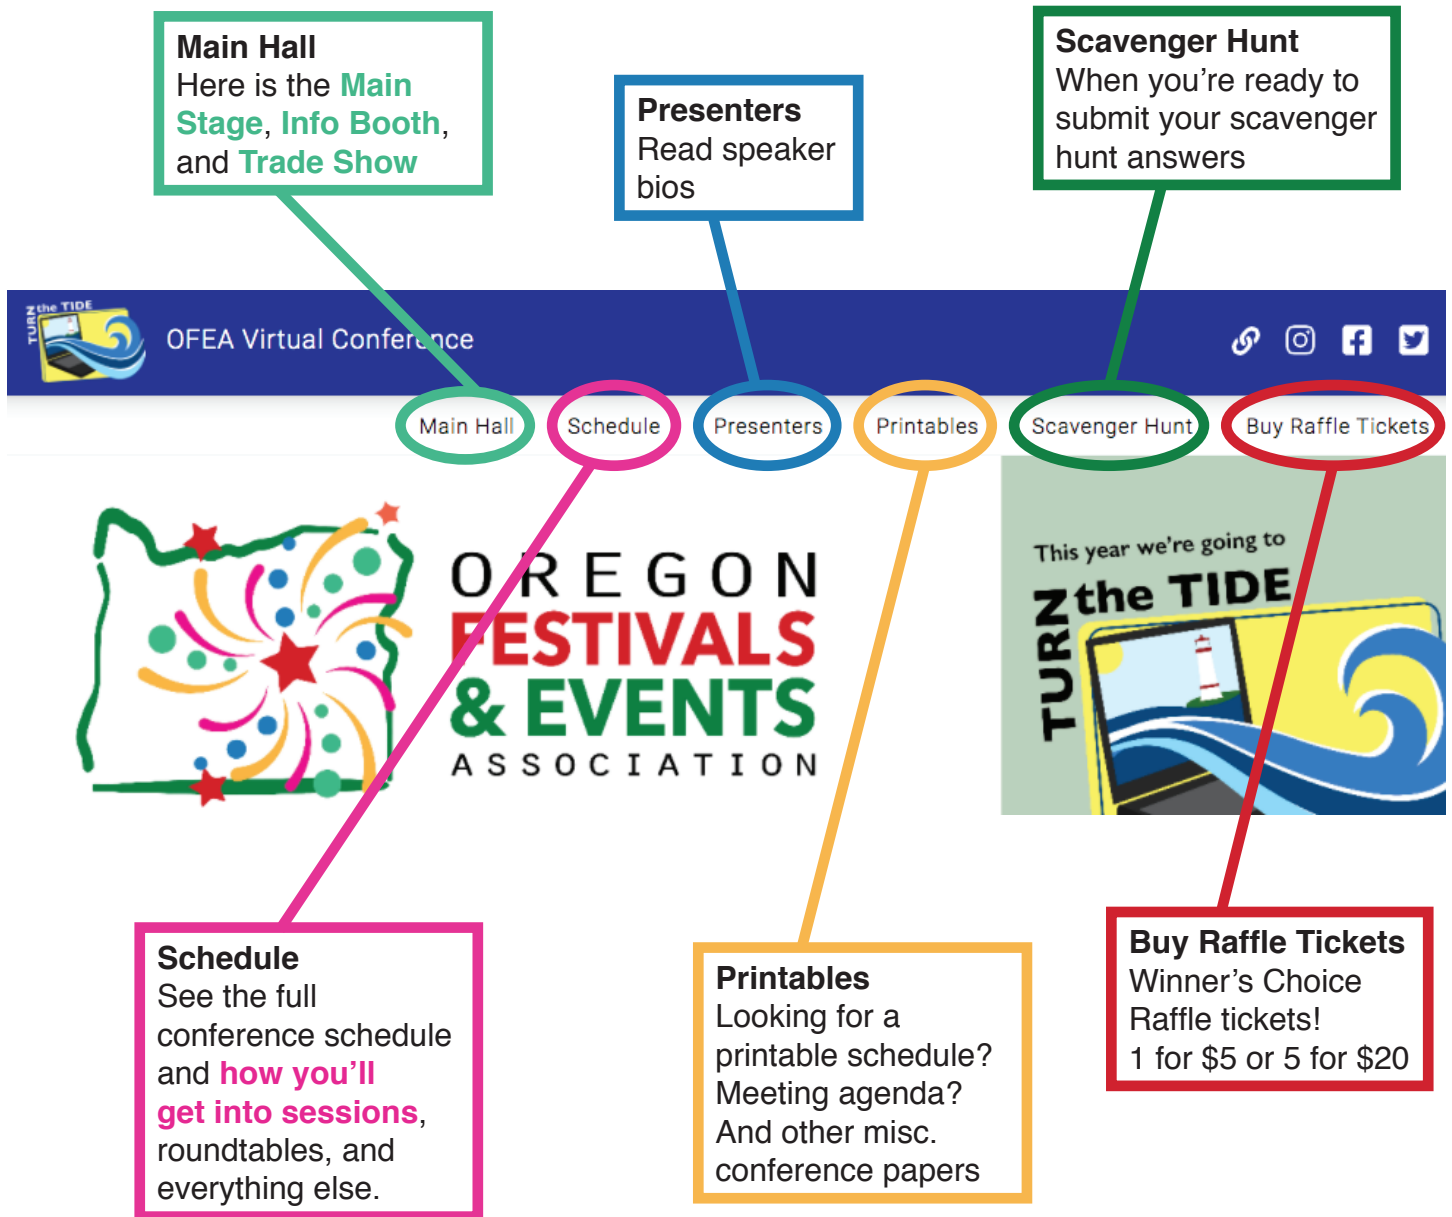 Main Hall
Here is the Main
Stage, Info Booth,
and Trade Show
Presenters
Read speaker
bios
Scavenger Hunt
When you're ready to
submit your scavenger
hunt answers
TURN the TIDE
OFEA Virtual Conference
Main Hall
Schedule
Presenters
Printables
Scavenger Hunt
Buy Raffle Tickets
OREGON
FESTIVALS
& EVENTS
ASSOCIATION
This year we're going to
TURN the TIDE
Schedule
See the full
conference schedule
and how you'll
get into sessions,
roundtables, and
everything else.
Printables
Looking for a
printable schedule?
Meeting agenda?
And other misc.
conference papers
Buy Raffle Tickets
Winner's Choice
Raffle tickets!
1 for $5 or 5 for $20